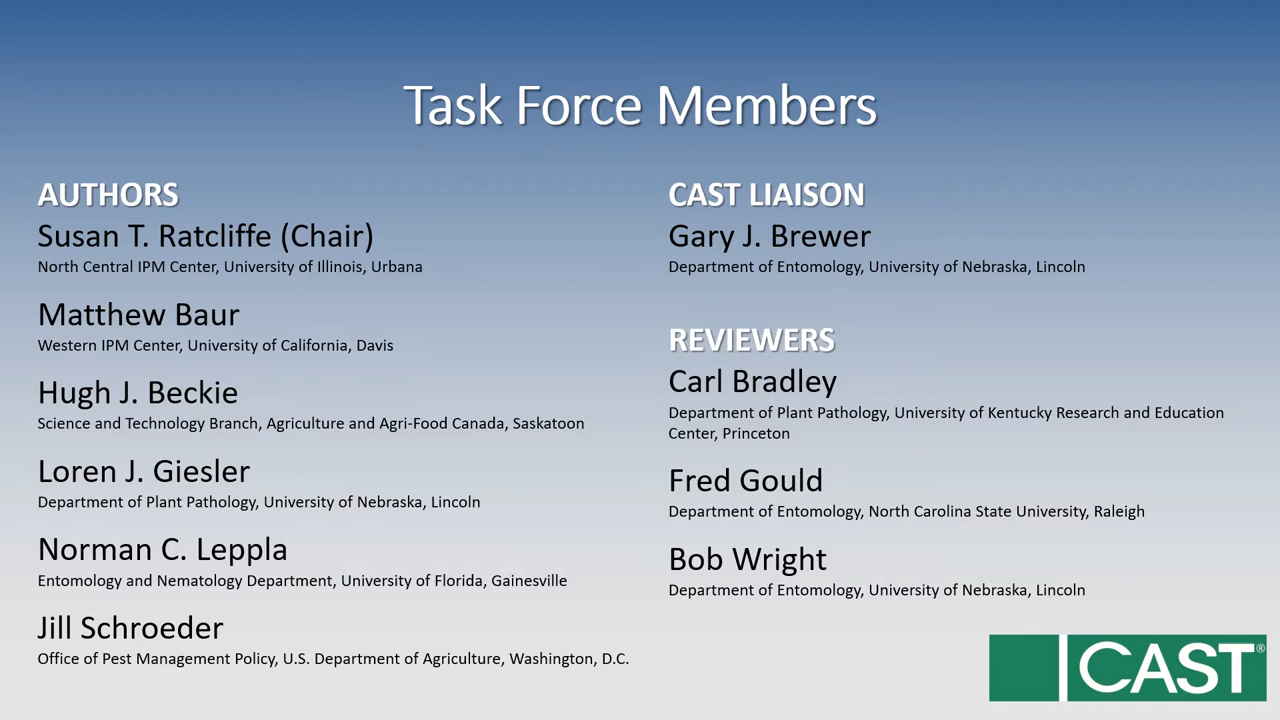 Task Force Members
AUTHORS
Susan T. Ratcliffe (Chair)
North Central IPM Center, University of Illinois, Urbana
Matthew Baur
Western IPM Center, University of California, Davis
Hugh J. Beckie
Science and Technology Branch, Agriculture and Agri-Food Canada, Saskatoon
Loren J. Giesler
Department of Plant Pathology, University of Nebraska, Lincoln
Norman C. Leppla
Entomology and Nematology Department, University of Florida, Gainesville
Jill Schroeder
Office of Pest Management Policy, U.S. Department of Agriculture, Washington, D.C.
CAST LIAISON
Gary J. Brewer
Department of Entomology, University of Nebraska, Lincoln
REVIEWERS
Carl Bradley
Department of Plant Pathology, University of Kentucky Research and Education
Center, Princeton
Fred Gould
Department of Entomology, North Carolina State University, Raleigh
Bob Wright
Department of Entomology, University of Nebraska, Lincoln
CAST®